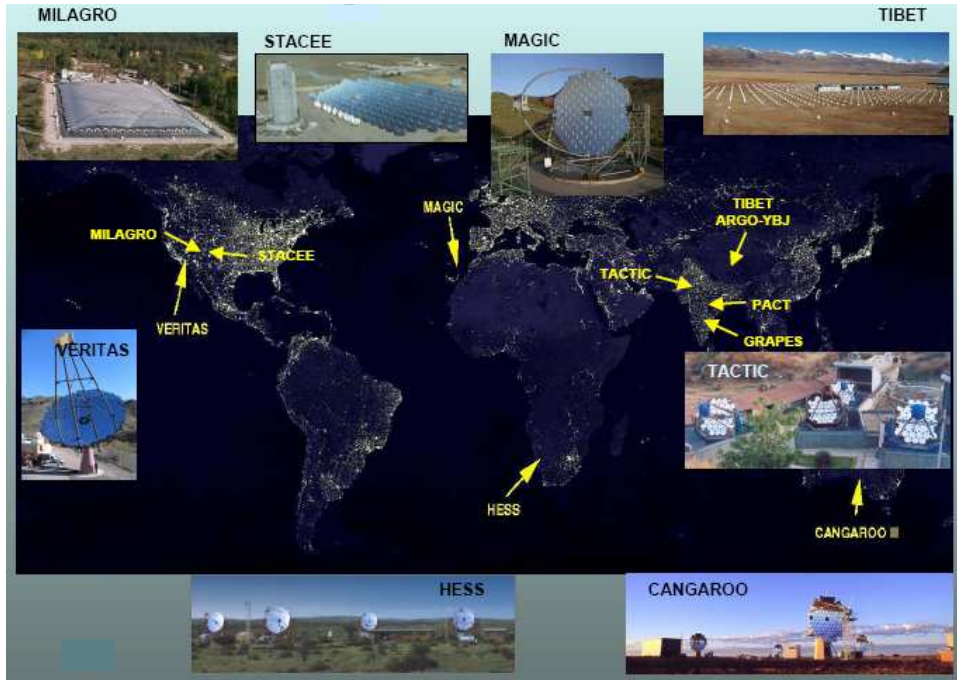 MILAGRO
TIBET
STACEE
MAGIC
MAGIC
TIBET
ARGO-YBJ
MILAGRO
STACEE
TACTIC
PACT
VERITAS
GRAPES
VERITAS
TACTIC
HESS
CANGAROO
HESS
CANGAROO